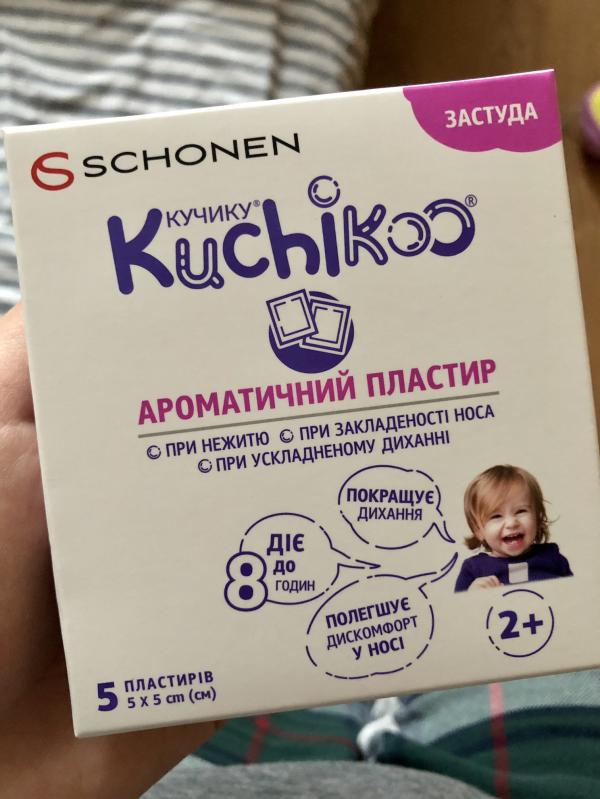 ЗАСТУДА
SCHONEN
КУЧИКУ®
Kuchikoo®
АРОМАТИЧНИЙ ПЛАСТИР
ПРИ НЕЖИТЮ ПРИ ЗАКЛАДЕНОСТІ НОСА
ПРИ УСКЛАДНЕНОМУ ДИХАННІ
ПОКРАЩУЄ
ДИХАННЯ
ДІЄ
ДО
8 ГОДИН
ПОЛЕГШУЄ
ДИСКОМФОРТ
У НОСІ
2+
5 ПЛАСТИРІВ
5 X 5 cm (см)